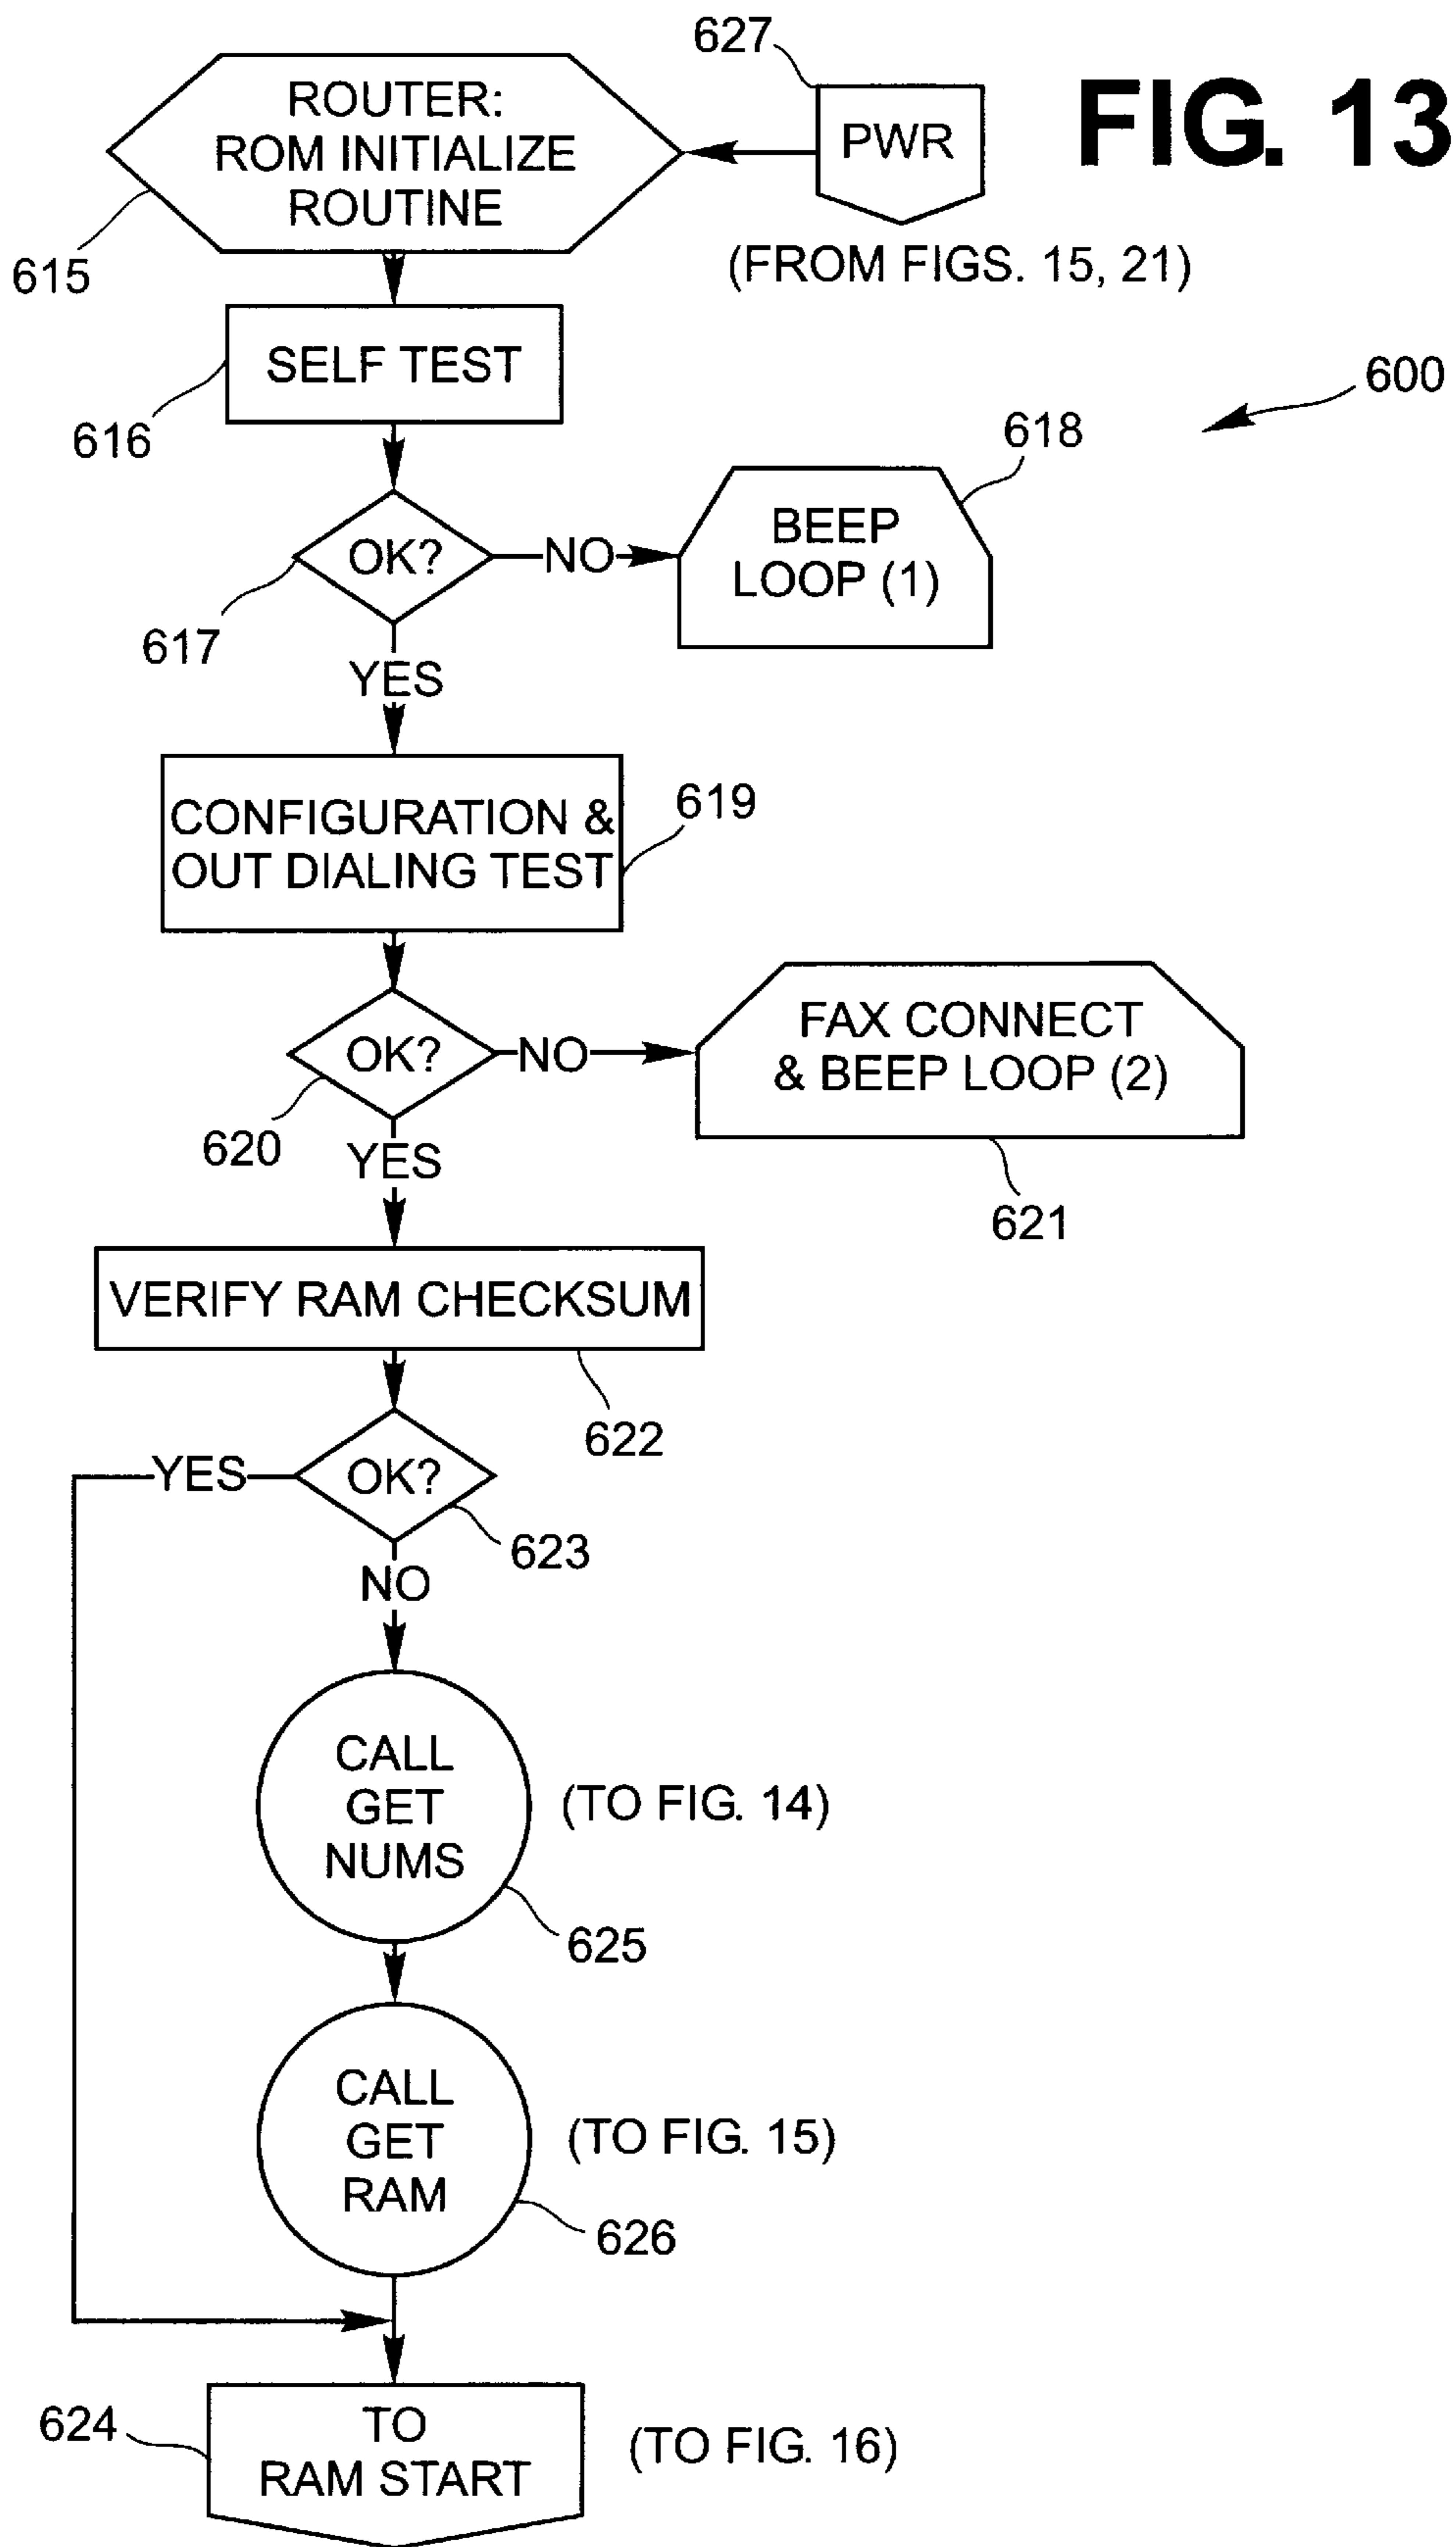 FIG. 13
627
ROUTER:
ROM INITIALIZE
ROUTINE
PWR
615
(FROM FIGS. 15, 21)
SELF TEST
616
600
618
OK?
NO
BEEP
LOOP (1)
617
YES
CONFIGURATION &
OUT DIALING TEST
619
OK?
NO
FAX CONNECT
& BEEP LOOP (2)
620
YES
621
VERIFY RAM CHECKSUM
622
YES
OK?
623
NO
CALL
GET
NUMS
(TO FIG. 14)
625
CALL
GET
RAM
(TO FIG. 15)
626
624
TO
RAM START
(TO FIG. 16)